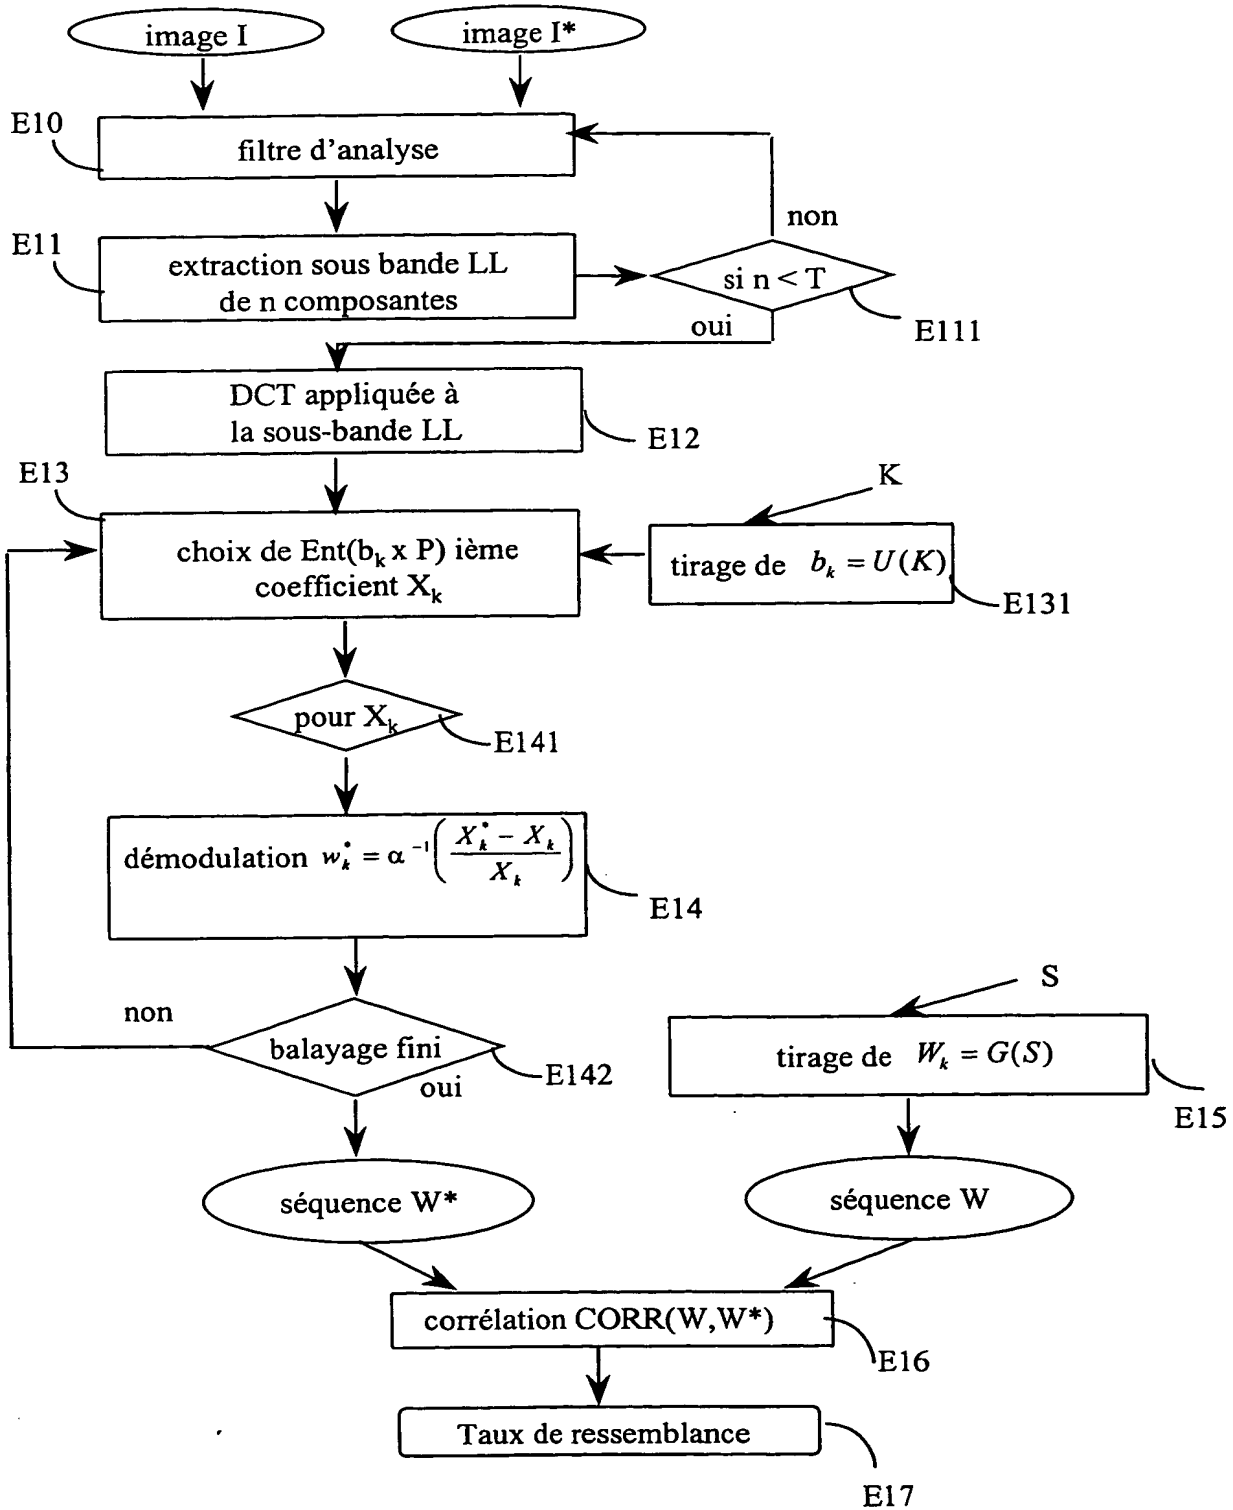 image I
image I*
E10
filtre d'analyse
non
E11
extraction sous bande LL
de n composantes
si n < T
E111
oui
DCT appliquée à
la sous-bande LL
E12
E13
K
choix de Ent(b_k x P) ième
coefficient X_k
tirage de b_k = U(K)
E131
pour X_k
E141
démodulation w_k^* = α^{-1} ( (X_k^* - X_k) / X_k )
E14
S
non
balayage fini
oui
E142
tirage de W_k = G(S)
E15
séquence W*
séquence W
corrélation CORR(W,W*)
E16
Taux de ressemblance
E17